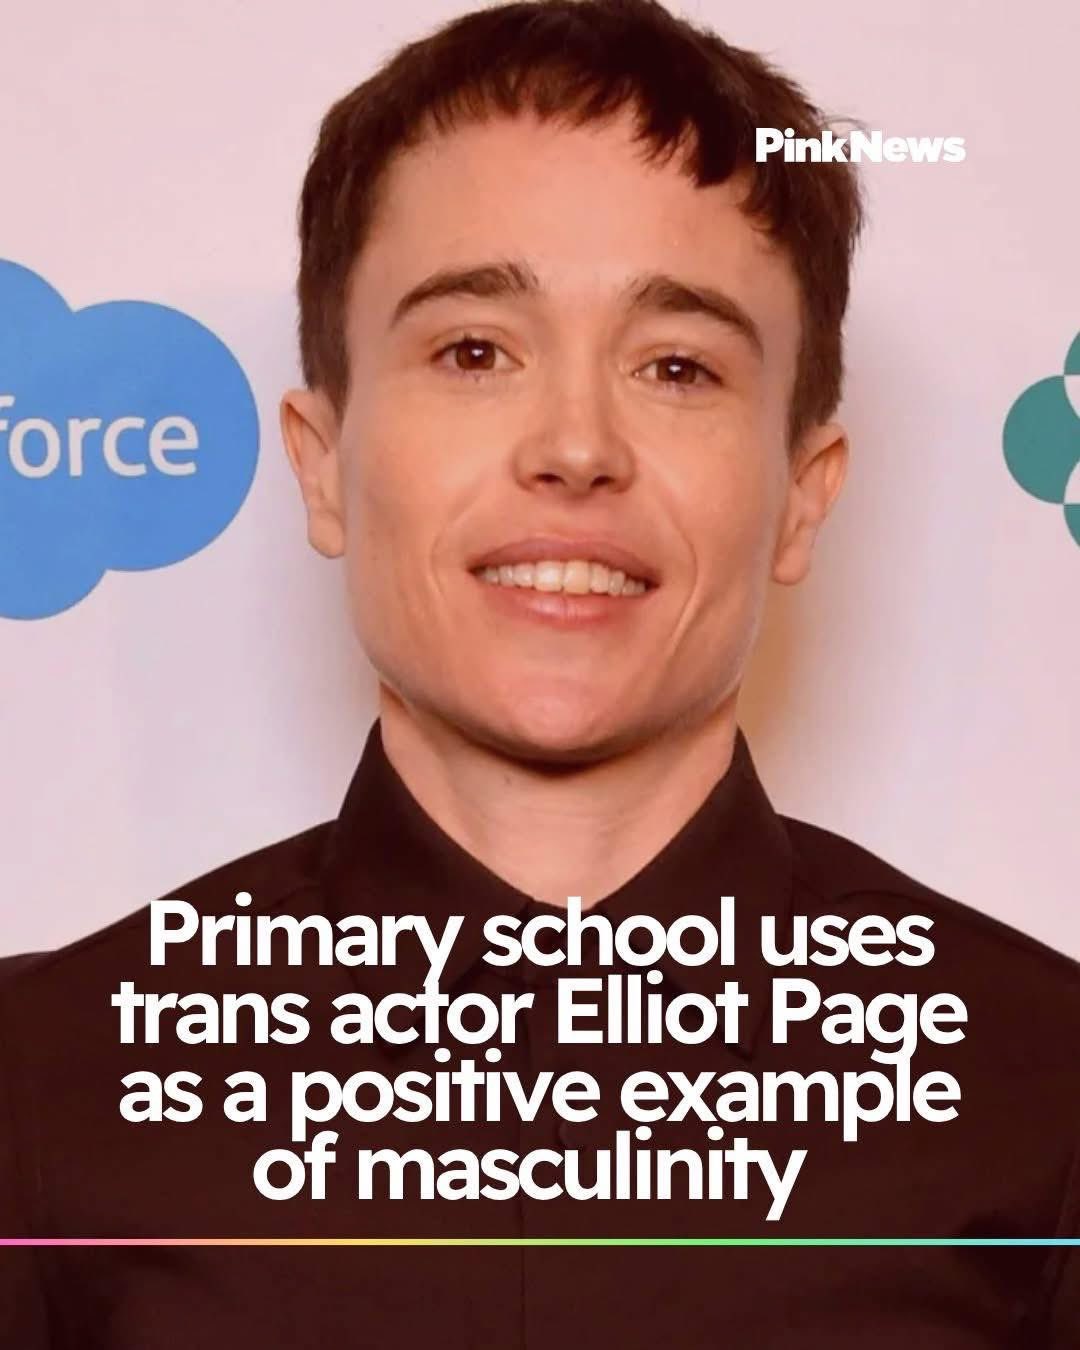 PinkNews
force
Primary school uses
trans actor Elliot Page
as a positive example
of masculinity